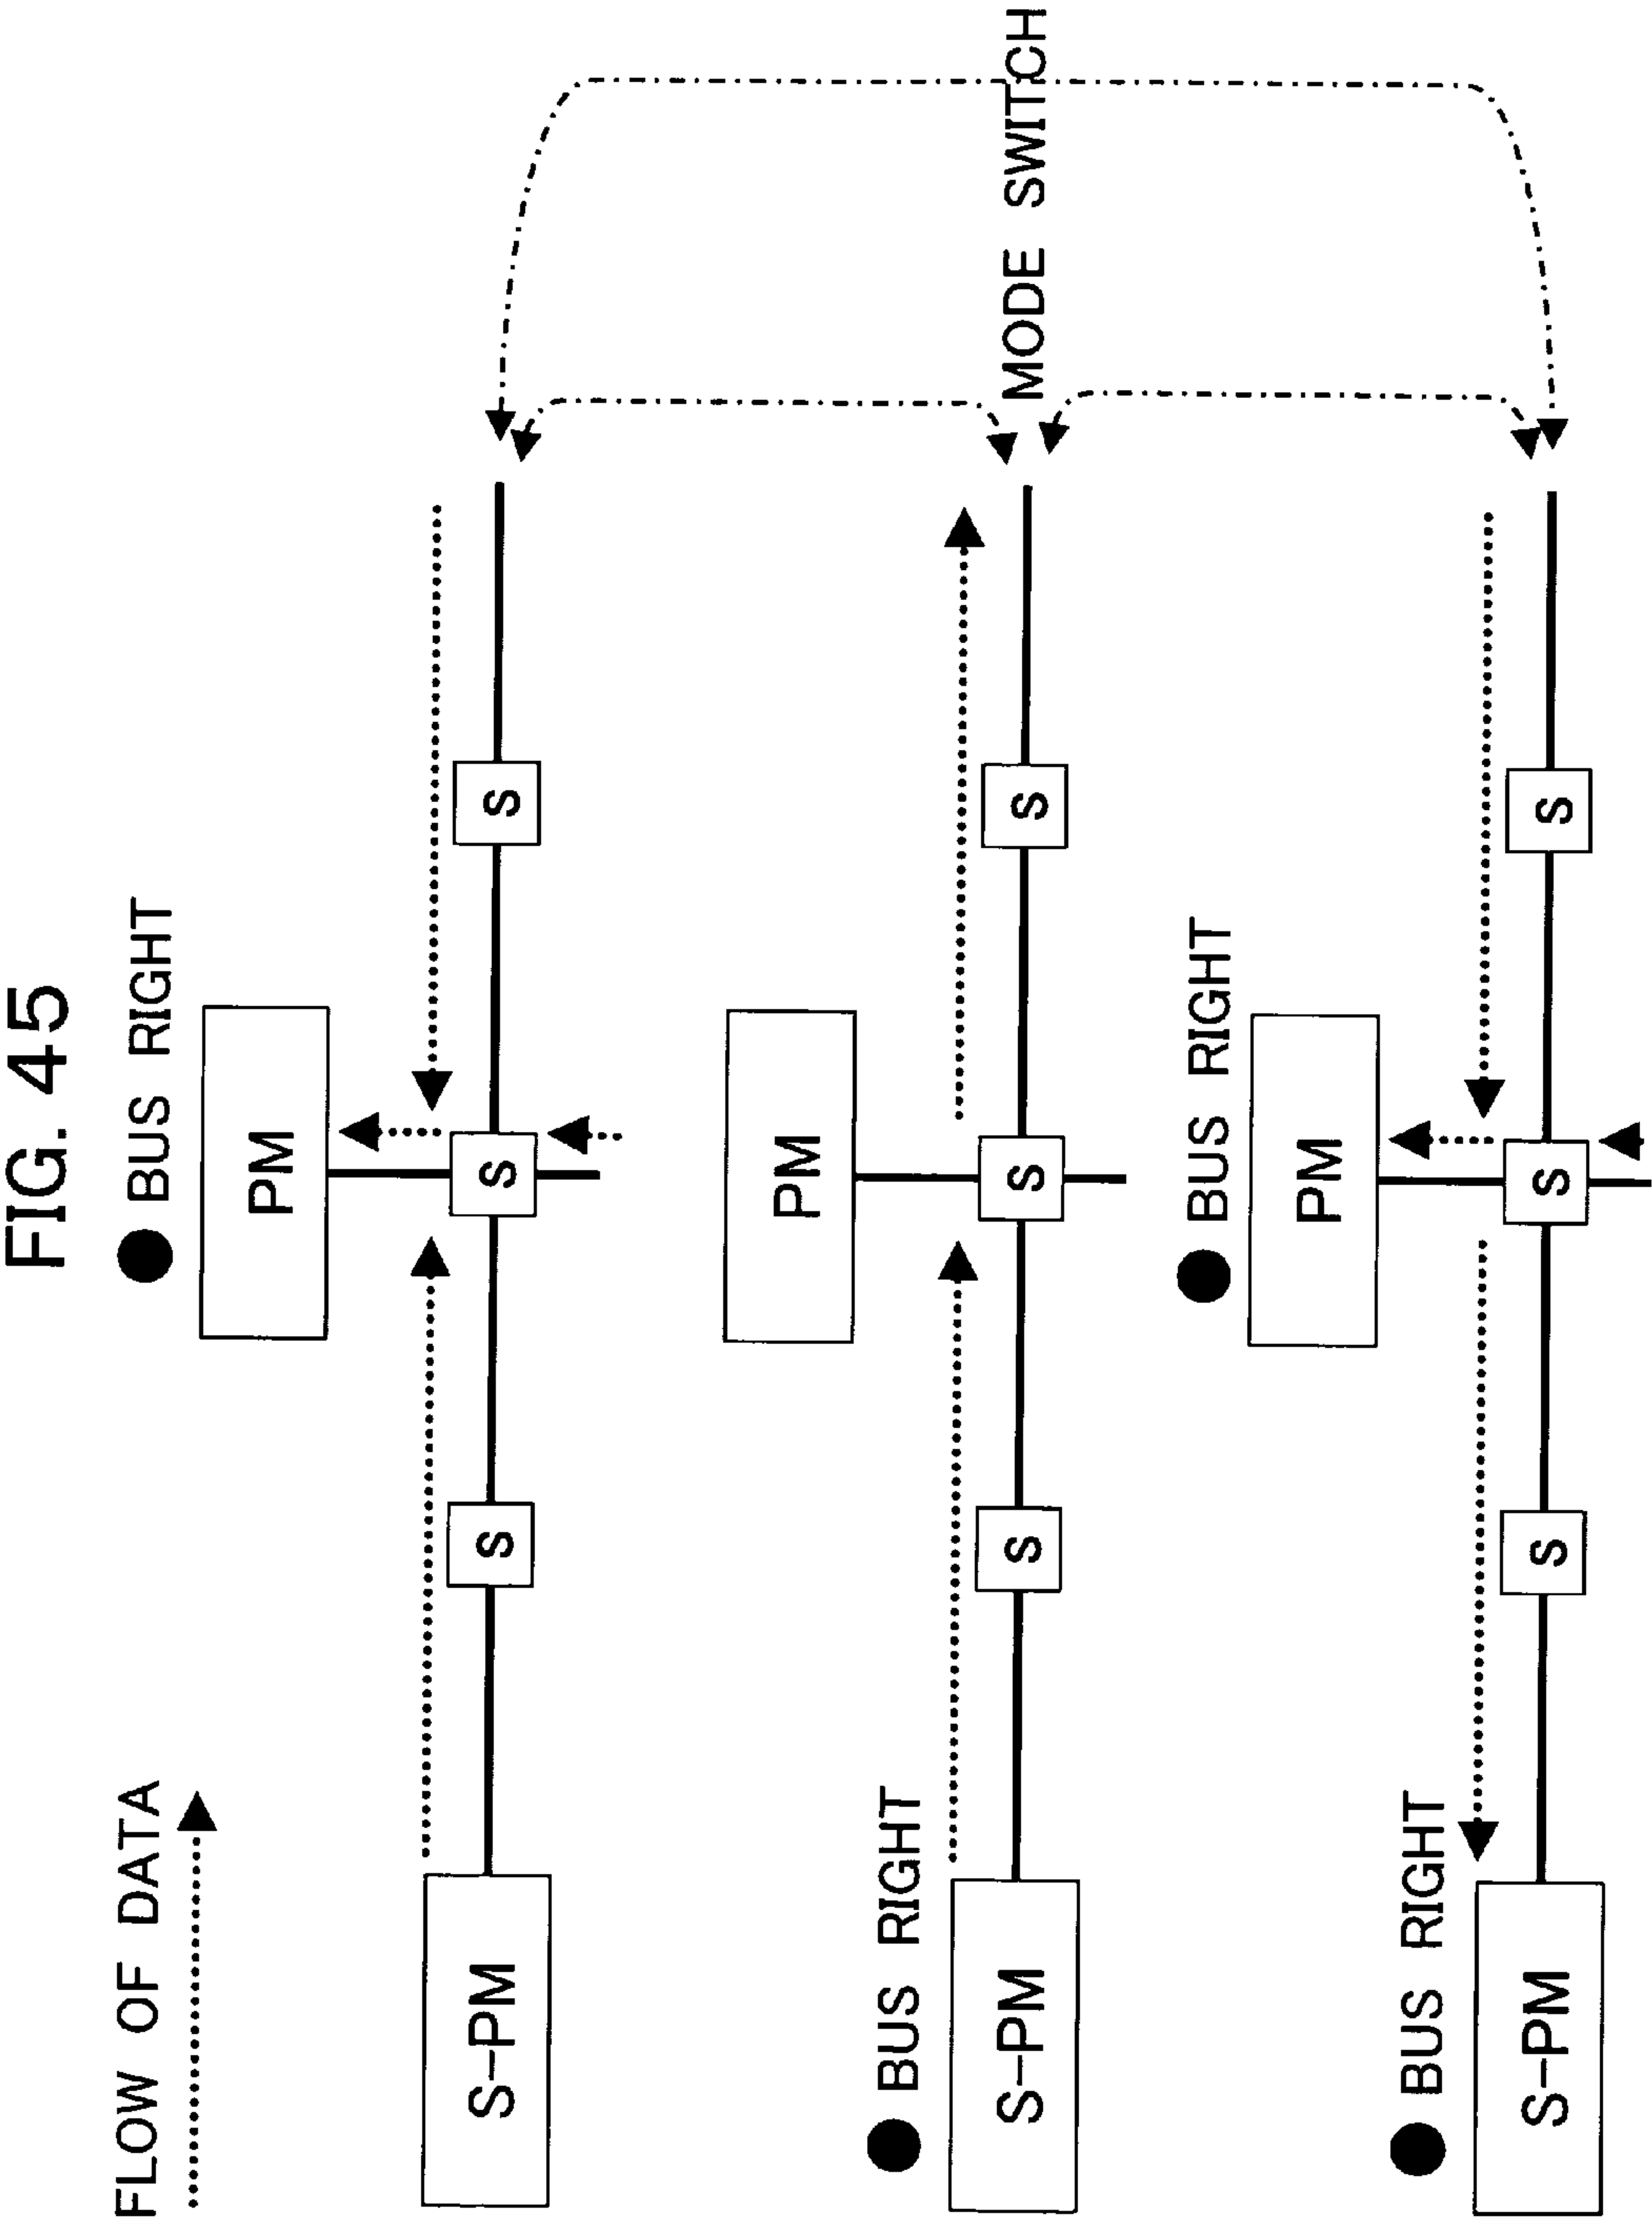 FIG. 45
FLOW OF DATA
● BUS RIGHT
PM
S-PM
S
S
S
MODE SWITCH
● BUS RIGHT
PM
S-PM
S
S
S
● BUS RIGHT
● BUS RIGHT
PM
S-PM
S
S
S